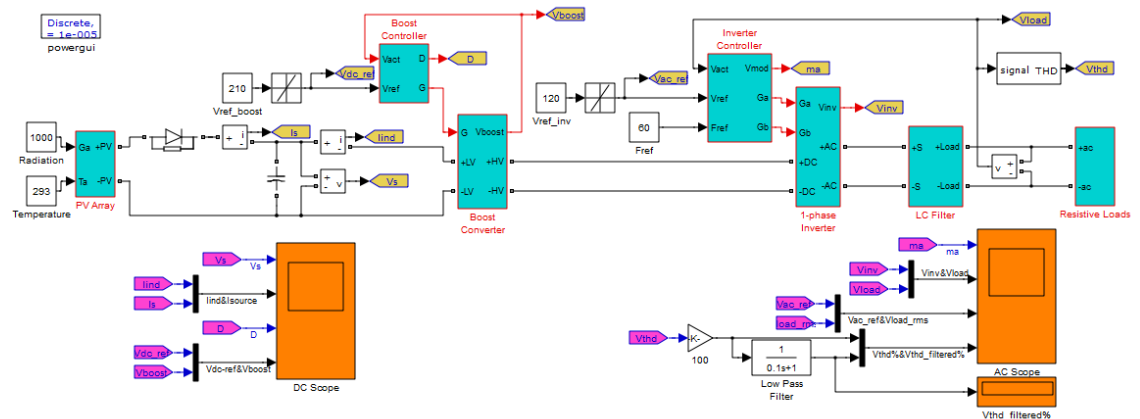 Discrete,
= 1e-005
powergui
Boost
Controller
Vact
D
Vref
G
D
Vboost
Vdc_ref
210
Vref_boost
1000
Radiation
293
Temperature
Ga
+PV
Ta
-PV
PV Array
+
-
i
Is
+
-
i
Iind
+
-
v
Vs
G
Vboost
+LV
+HV
-LV
-HV
Boost
Converter
Inverter
Controller
Vact
Vmod
Vref
Ga
Fref
Gb
ma
Vac_ref
120
Vref_inv
60
Fref
Ga
Vinv
Gb
+AC
+DC
-AC
-DC
1-phase
Inverter
Vinv
+S
+Load
-S
-Load
LC Filter
Vload
signal THD
Vthd
v
+
-
+ac
-ac
Resistive Loads
Vs
Vs
Iind
Is
Iind&Isource
D
D
Vdc_ref
Vboost
Vdc-ref&Vboost
DC Scope
ma
ma
Vinv
Vload
Vinv&Vload
Vac_ref
load_rms
Vac_ref&Vload_rms
Vthd
-K-
100
1
0.1s+1
Low Pass
Filter
Vthd%&Vthd_filtered%
AC Scope
Vthd_filtered%